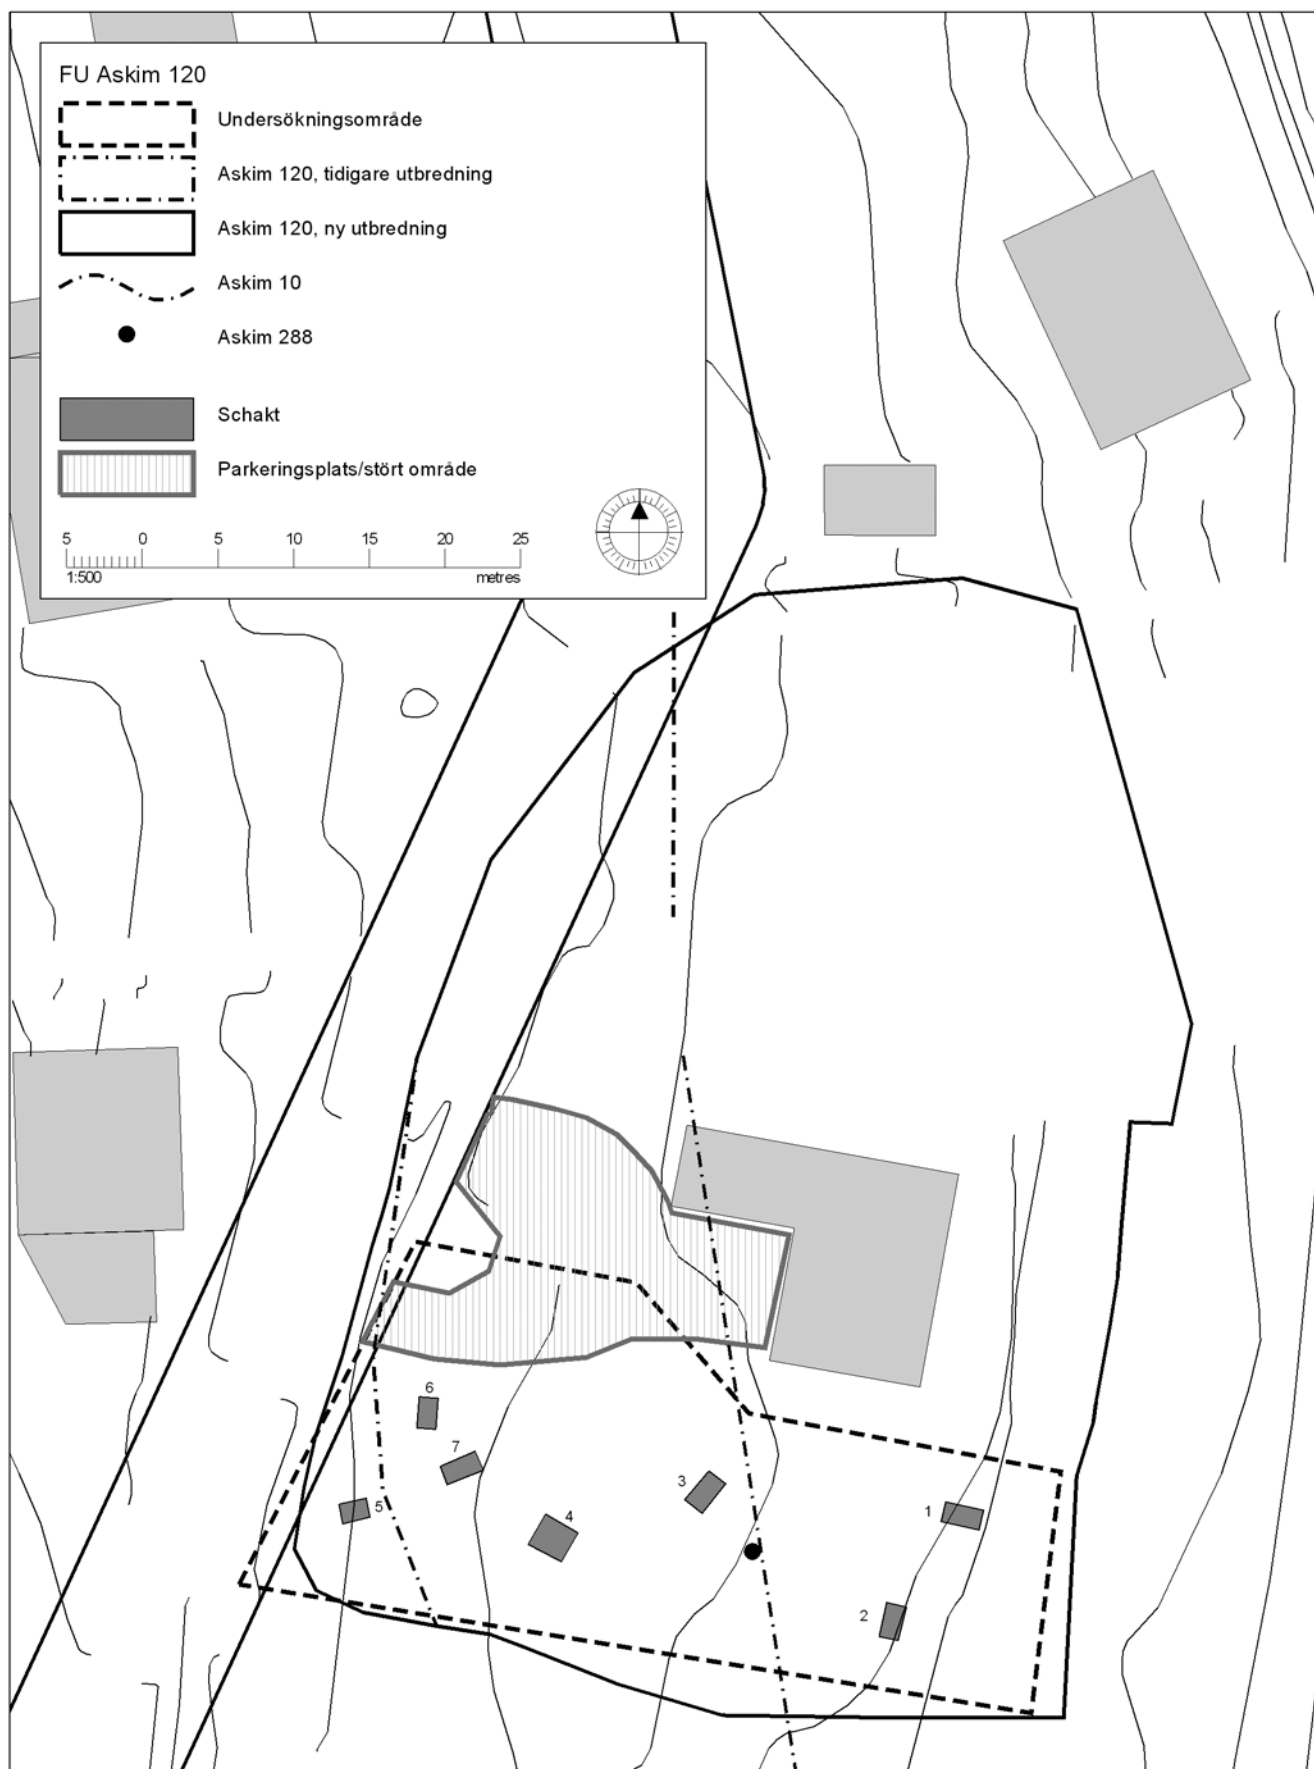 FU Askim 120
Undersökningsområde
Askim 120, tidigare utbredning
Askim 120, ny utbredning
Askim 10
Askim 288
Schakt
Parkeringsplats/stört område
5 0 5 10 15 20 25
1:500 metres
6
7
3
5
4
1
2